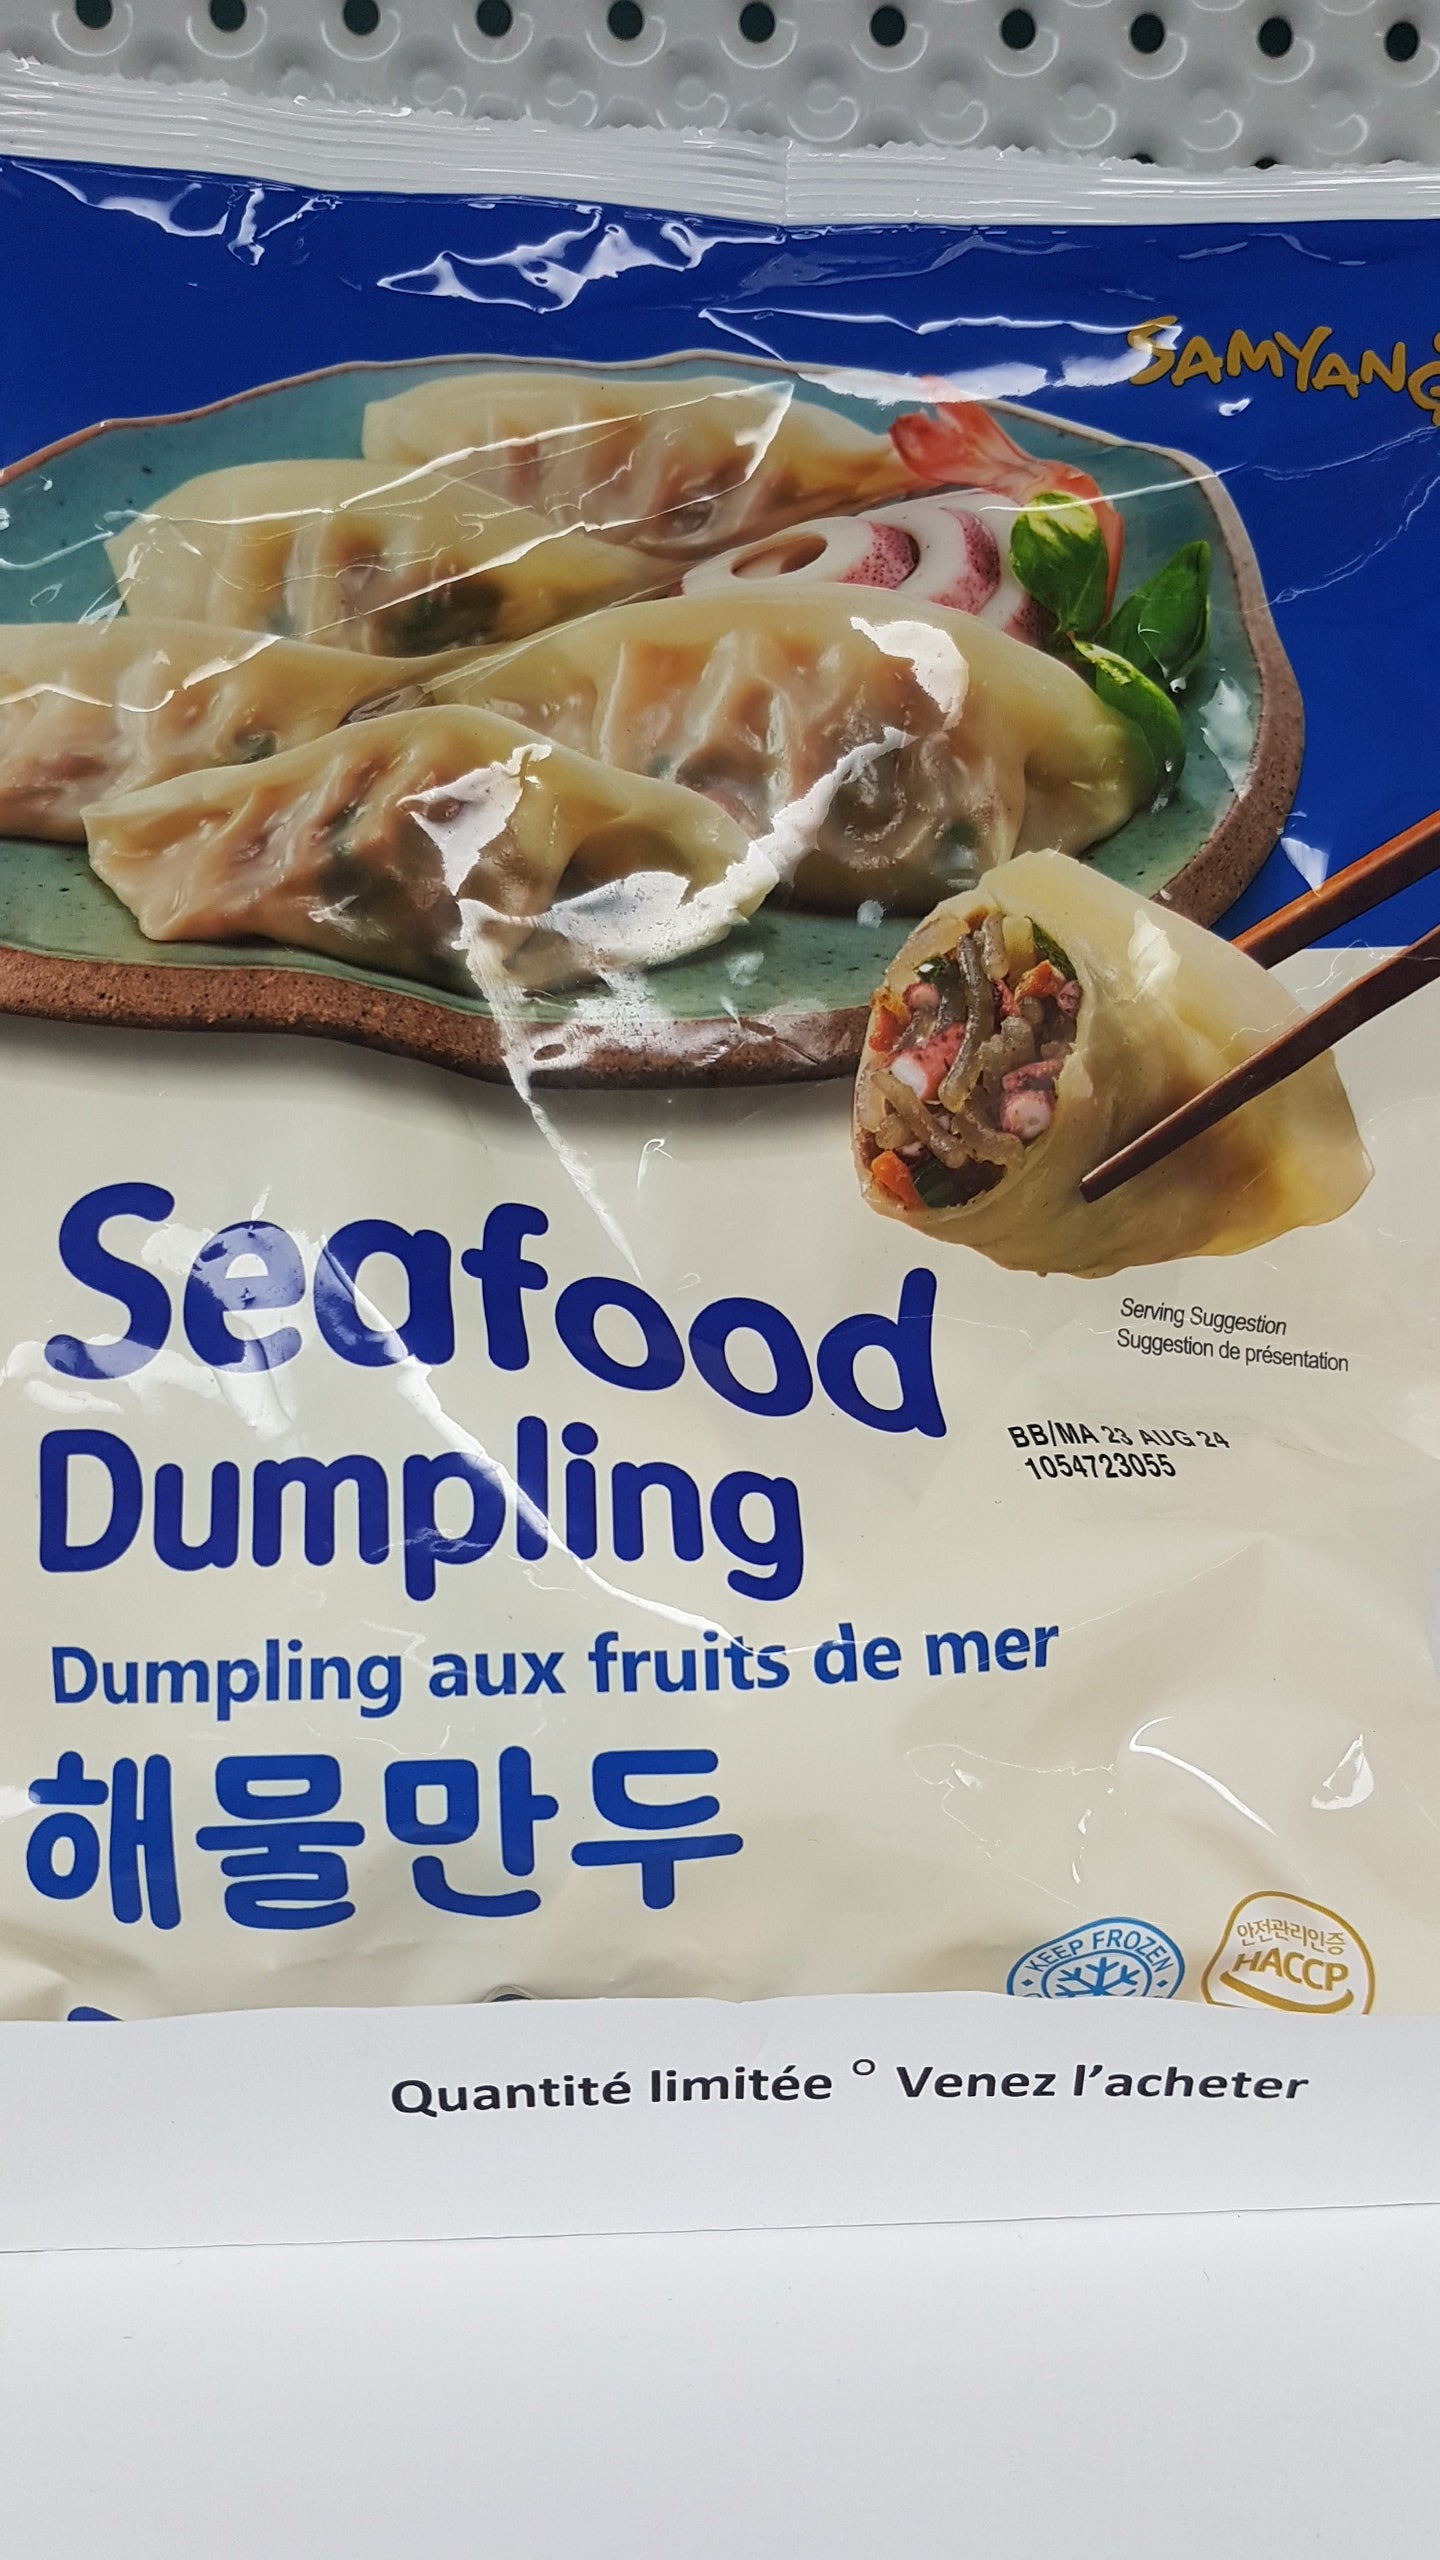 SAMYANG
Seafood
Serving Suggestion
Suggestion de présentation
BB/MA 23 AUG 24
1054723055
Dumpling
Dumpling aux fruits de mer
해물만두
KEEP FROZEN
안전관리인증
HACCP
Quantité limitée ° Venez l'acheter